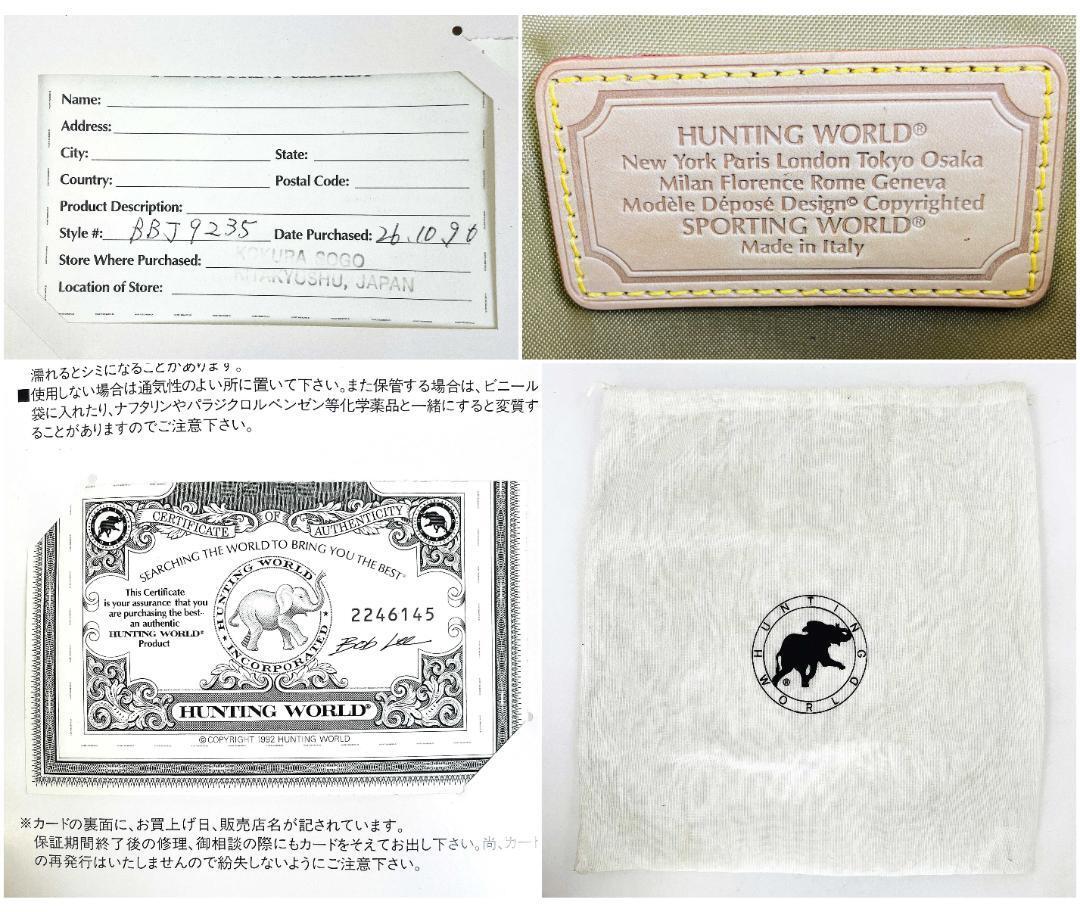 Name:
Address:
City: State:
Country: Postal Code:
Product Description:
Style #: BBJ9235 Date Purchased: 26.10.96
Store Where Purchased: KOKURA SOGO
Location of Store: KITAKYUSHU, JAPAN
HUNTING WORLD®
New York Paris London Tokyo Osaka
Milan Florence Rome Geneva
Modèle Déposé Design© Copyrighted
SPORTING WORLD®
Made in Italy
濡れるとシミになることがあります。
■使用しない場合は通気性のよい所に置いて下さい。また保管する場合は、ビニール
袋に入れたり、ナフタリンやパラジクロルベンゼン等化学薬品と一緒にすると変質す
ることがありますのでご注意下さい。
CERTIFICATE OF AUTHENTICITY
SEARCHING THE WORLD TO BRING YOU THE BEST®
This Certificate
is your assurance that you
are purchasing the best--
an authentic
HUNTING WORLD®
Product
HUNTING WORLD
INCORPORATED
2246145
Bob Lee
HUNTING WORLD®
©COPYRIGHT 1992 HUNTING WORLD
※カードの裏面に、お買上げ日、販売店名が記されています。
保証期間終了後の修理、御相談の際にもカードをそえてお出し下さい。尚、カード
の再発行はいたしませんので紛失しないようにご注意下さい。
HUNTING
WORLD
®